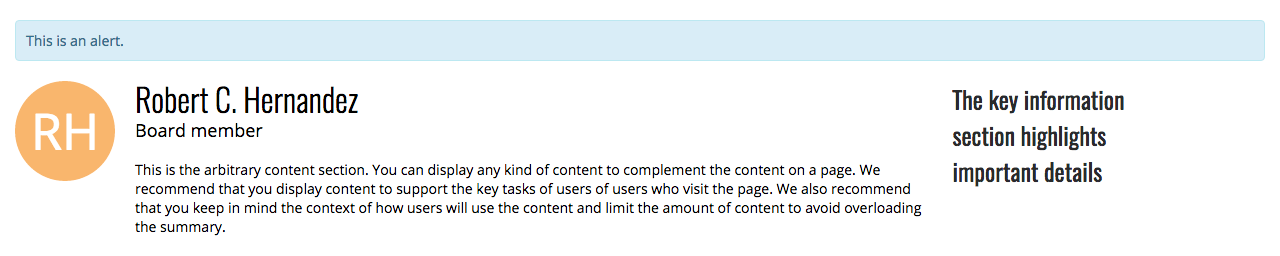 This is an alert.
RH
Robert C. Hernandez
Board member
This is the arbitrary content section. You can display any kind of content to complement the content on a page. We
recommend that you display content to support the key tasks of users of users who visit the page. We also recommend
that you keep in mind the context of how users will use the content and limit the amount of content to avoid overloading
the summary.
The key information
section highlights
important details